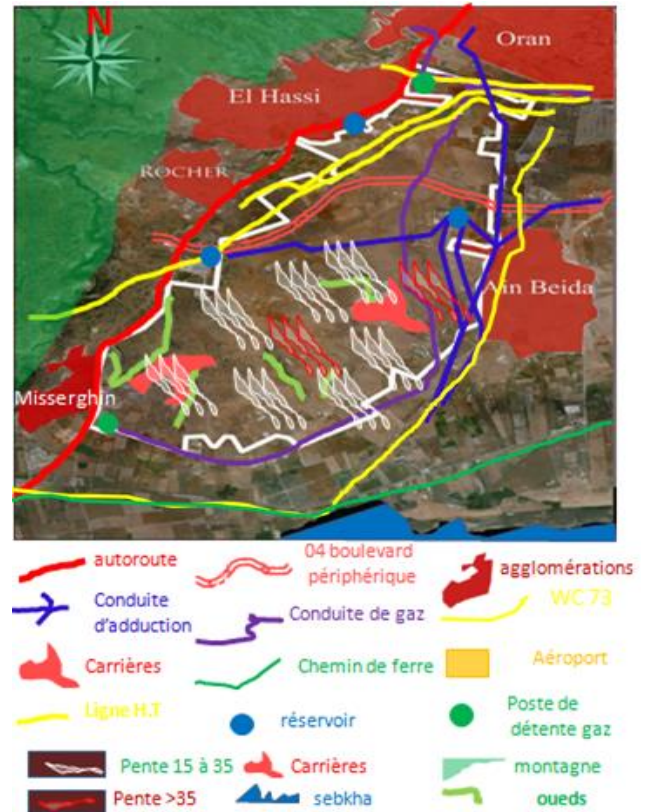 N
Oran
El Hassi
ROCHER
Ain Beida
Misserghin
autoroute
04 boulevard
périphérique
agglomérations
Conduite
d'adduction
Conduite de gaz
WC 73
Carrières
Chemin de ferre
Aéroport
Ligne H.T
réservoir
Poste de
détente gaz
Pente 15 à 35
Carrières
montagne
Pente >35
sebkha
oueds